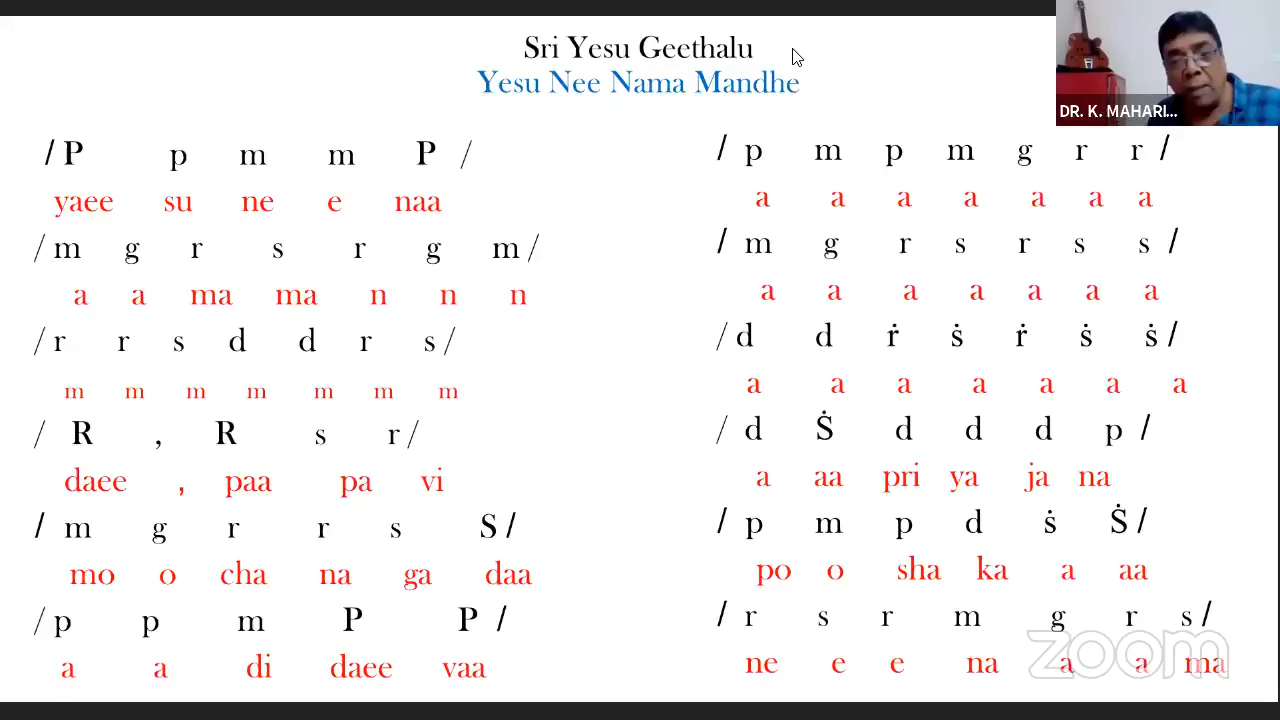 Sri Yesu Geethalu
Yesu Nee Nama Mandhe
DR. K. MAHARI...
/ P p m m P /
yaee su ne e naa
/ m g r s r g m /
a a ma ma n n n
/ r r s d d r s /
m m m m m m m
/ R , R s r /
daee , paa pa vi
/ m g r r s S /
mo o cha na ga daa
/ p p m P P /
a a di daee vaa
/ p m p m g r r /
a a a a a a a
/ m g r s r s s /
a a a a a a a
/ d d ṙ ṡ ṙ ṡ ṡ /
a a a a a a a
/ d Ṡ d d d p /
a aa pri ya ja na
/ p m p d ṡ Ṡ /
po o sha ka a aa
/ r s r m g r s /
ne e e na a a ma
zoom